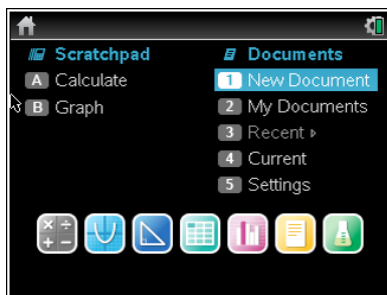 Scratchpad
A Calculate
B Graph
Documents
1 New Document
2 My Documents
3 Recent ▸
4 Current
5 Settings